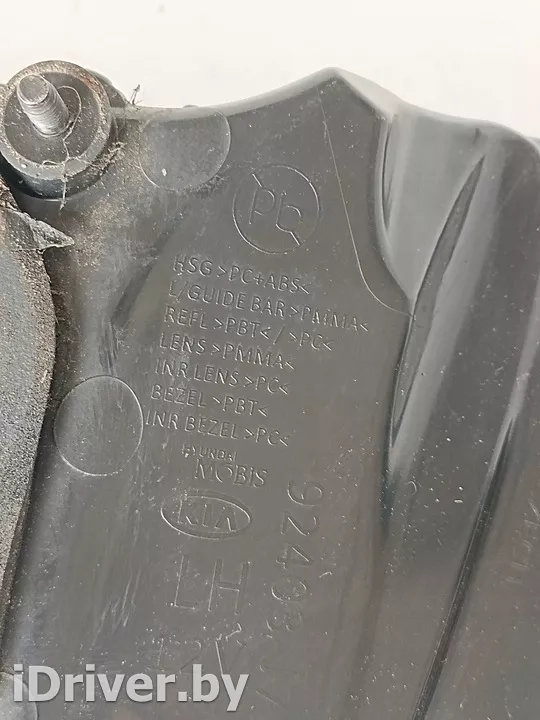 Pb
HSG >PC+ABS<
L/GUIDE BAR >PMMA<
REFL >PBT< / >PC<
LENS >PMMA<
INR LENS >PC<
BEZEL >PBT<
INR BEZEL >PC<
HYUNDAI
MOBIS
KIA
LH
iDriver.by